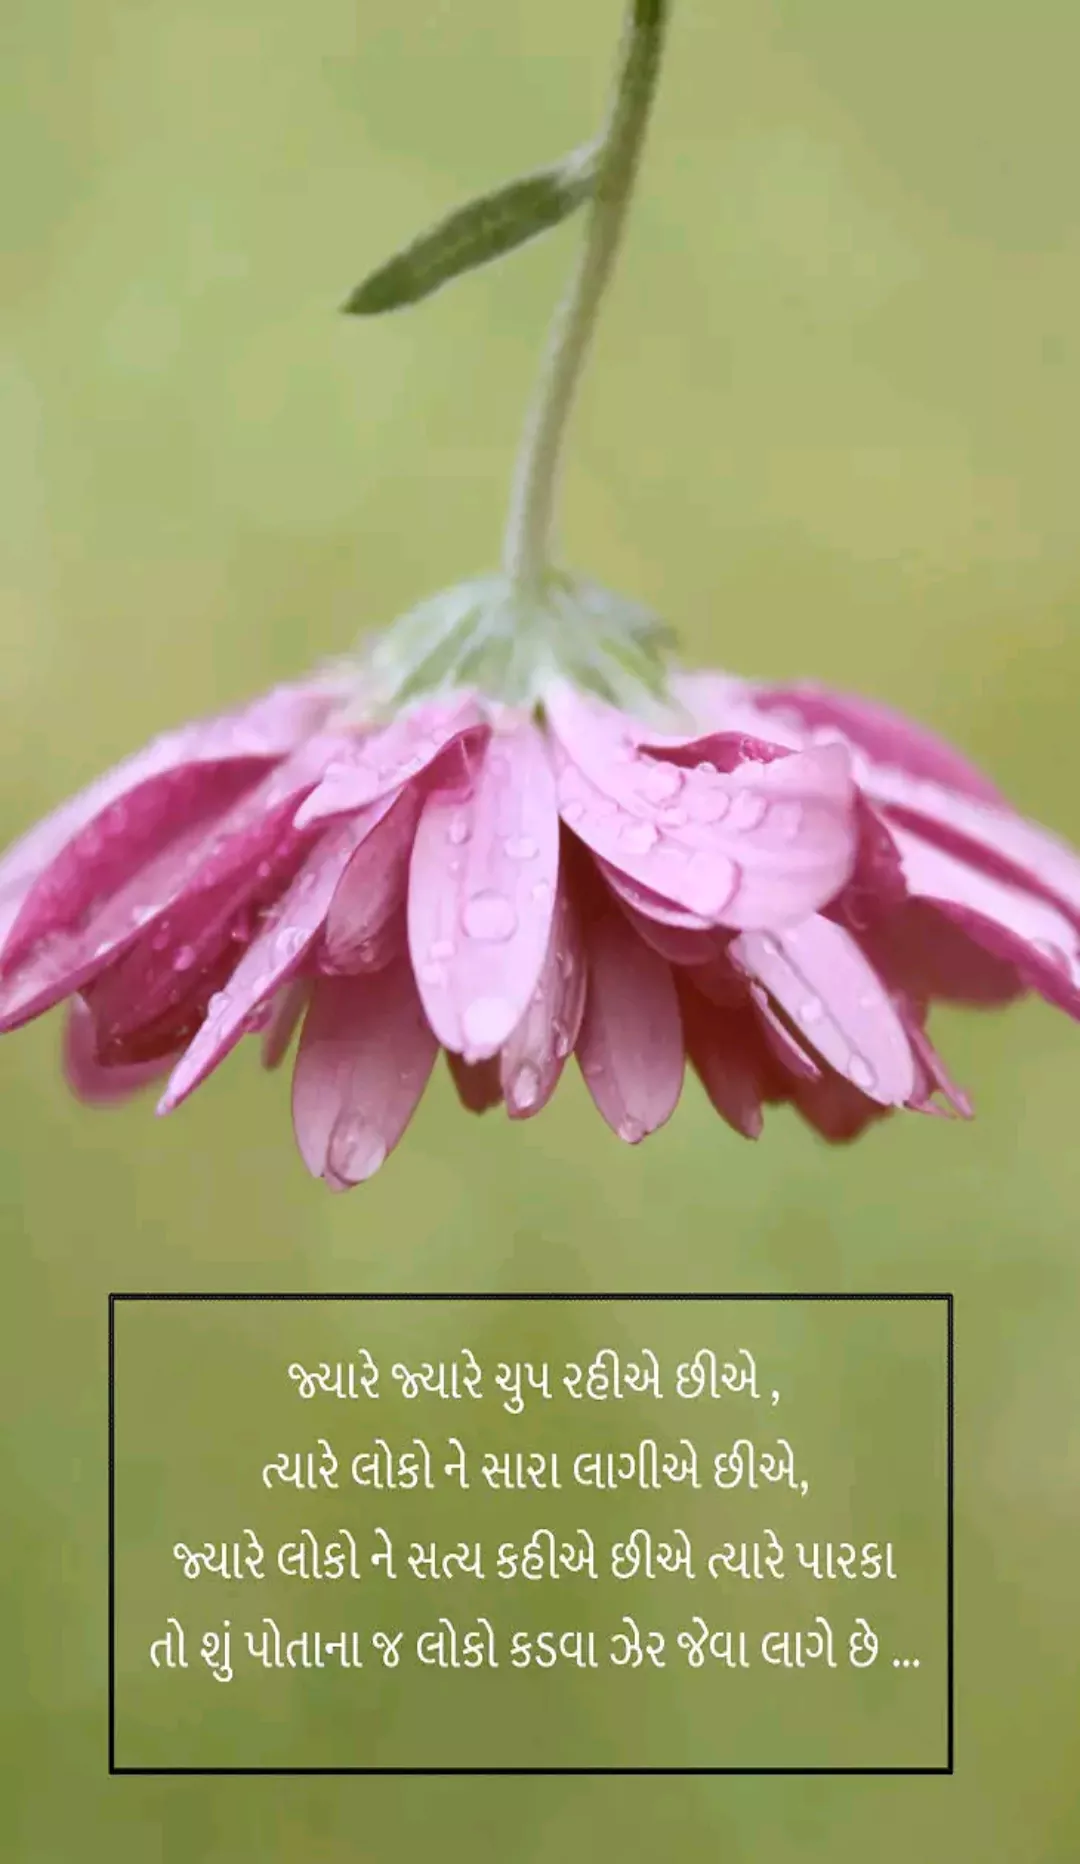 જ્યારે જ્યારે ચુપ રહીએ છીએ ,
ત્યારે લોકો ને સારા લાગીએ છીએ,
જ્યારે લોકો ને સત્ય કહીએ છીએ ત્યારે પારકા
તો શું પોતાના જ લોકો કડવા ઝેર જેવા લાગે છે ...